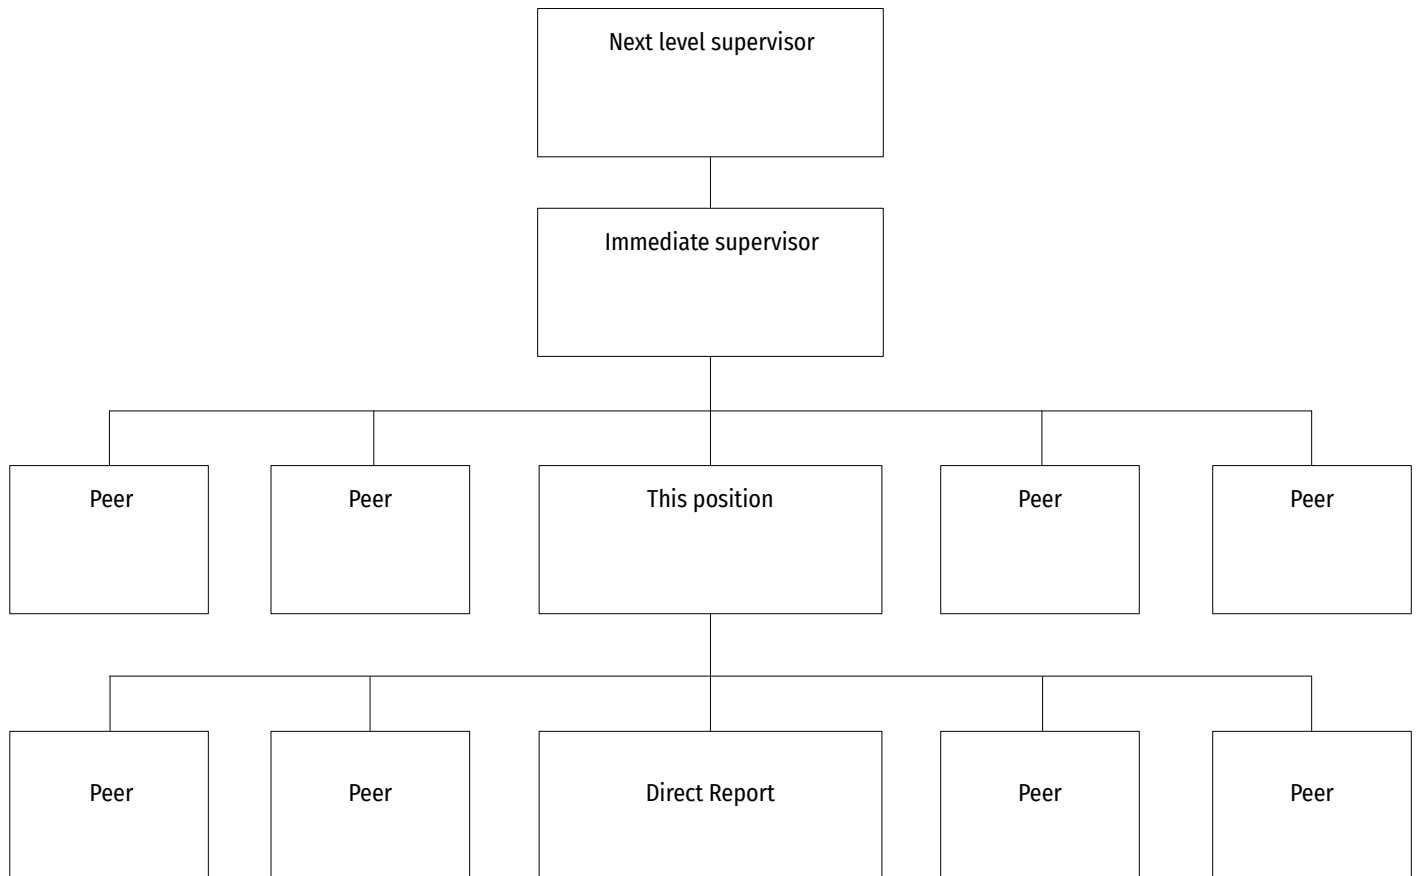 Next level supervisor
Immediate supervisor
Peer
Peer
This position
Peer
Peer
Peer
Peer
Direct Report
Peer
Peer